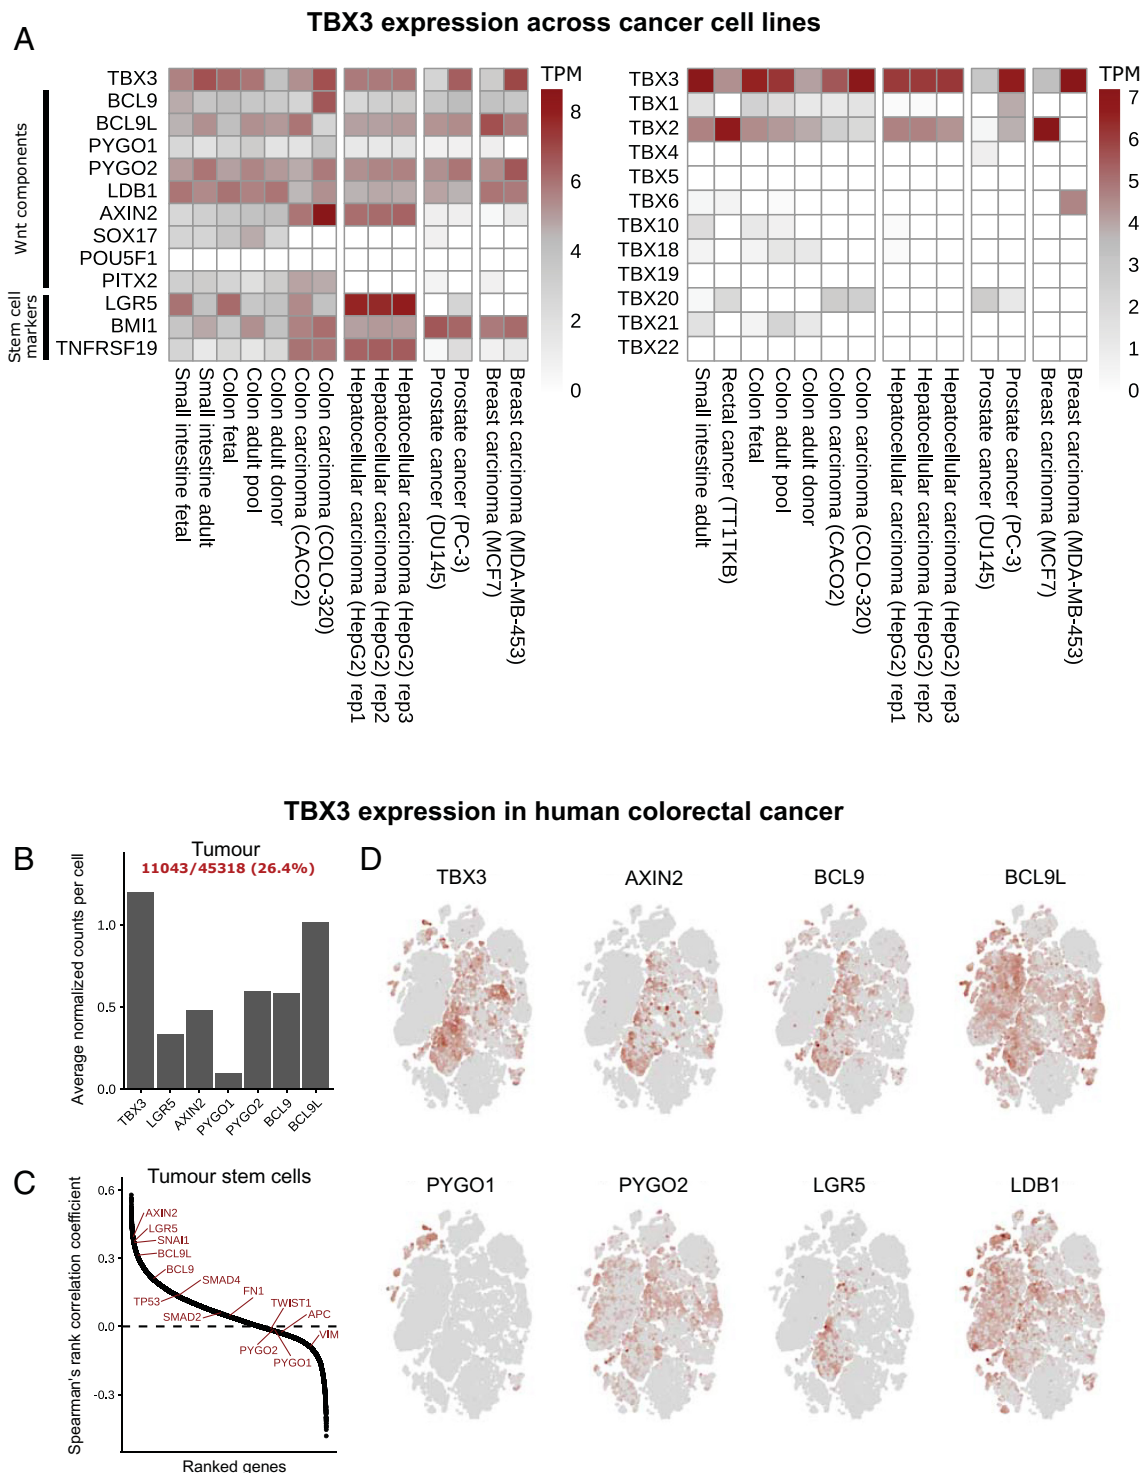 TBX3 expression across cancer cell lines
A
TBX3
BCL9
BCL9L
PYGO1
PYGO2
LDB1
AXIN2
SOX17
POU5F1
PITX2
LGR5
BMI1
TNFRSF19
Wnt components
Stem cell
markers
Small intestine fetal
Small intestine adult
Colon fetal
Colon adult pool
Colon adult donor
Colon carcinoma (CACO2)
Colon carcinoma (COLO-320)
Hepatocellular carcinoma (HepG2) rep1
Hepatocellular carcinoma (HepG2) rep2
Hepatocellular carcinoma (HepG2) rep3
Prostate cancer (DU145)
Prostate cancer (PC-3)
Breast carcinoma (MCF7)
Breast carcinoma (MDA-MB-453)
TPM
8
6
4
2
0
TBX3
TBX1
TBX2
TBX4
TBX5
TBX6
TBX10
TBX18
TBX19
TBX20
TBX21
TBX22
Small intestine adult
Rectal cancer (TT1TKB)
Colon fetal
Colon adult pool
Colon adult donor
Colon carcinoma (CACO2)
Colon carcinoma (COLO-320)
Hepatocellular carcinoma (HepG2) rep1
Hepatocellular carcinoma (HepG2) rep2
Hepatocellular carcinoma (HepG2) rep3
Prostate cancer (DU145)
Prostate cancer (PC-3)
Breast carcinoma (MCF7)
Breast carcinoma (MDA-MB-453)
TPM
7
6
5
4
3
2
1
0
TBX3 expression in human colorectal cancer
B
Tumour
11043/45318 (26.4%)
Average normalized counts per cell
1.0
0.5
0.0
TBX3
LGR5
AXIN2
PYGO1
PYGO2
BCL9
BCL9L
C
Tumour stem cells
Spearman's rank correlation coefficient
0.6
0.3
0.0
-0.3
AXIN2
LGR5
SNAI1
BCL9L
BCL9
SMAD4
TP53
FN1
SMAD2
TWIST1
APC
VIM
PYGO2
PYGO1
Ranked genes
D
TBX3
AXIN2
BCL9
BCL9L
PYGO1
PYGO2
LGR5
LDB1